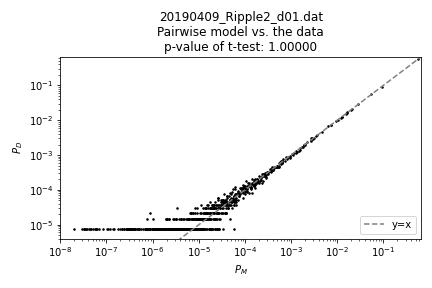 20190409_Ripple2_d01.dat
Pairwise model vs. the data
p-value of t-test: 1.00000
P_D
10⁻¹
10⁻²
10⁻³
10⁻⁴
10⁻⁵
y=x
10⁻⁸ 10⁻⁷ 10⁻⁶ 10⁻⁵ 10⁻⁴ 10⁻³ 10⁻² 10⁻¹
P_M